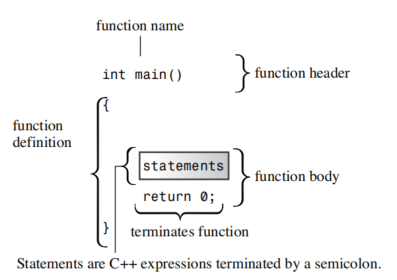 function name
int main()
function header
{
function
definition
statements
function body
return 0;
}
terminates function
Statements are C++ expressions terminated by a semicolon.